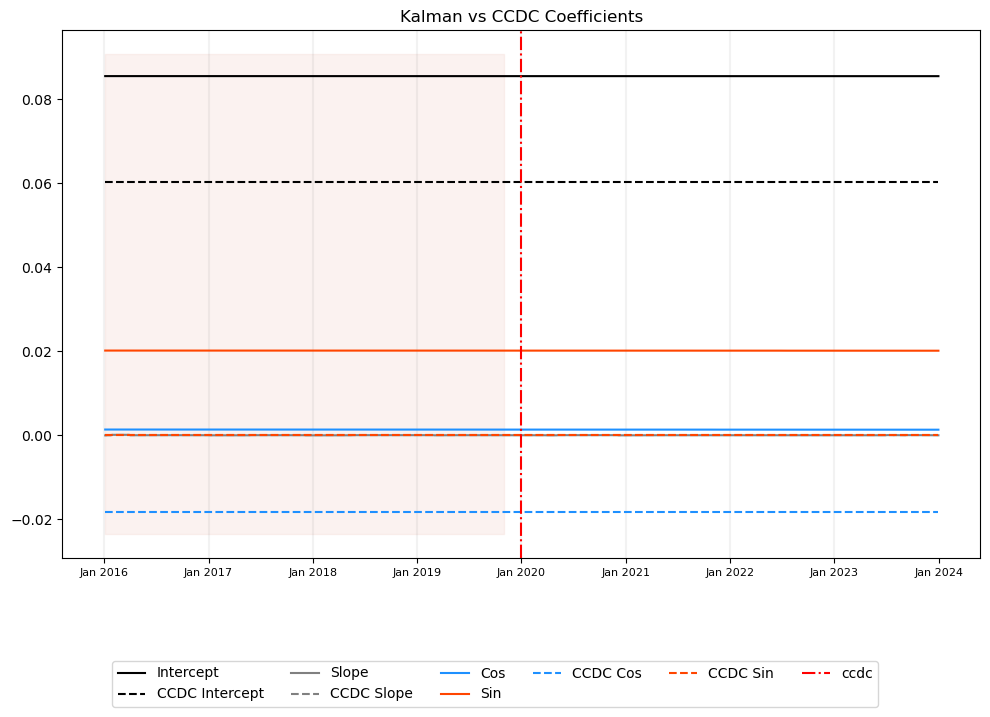 Kalman vs CCDC Coefficients
0.08
0.06
0.04
0.02
0.00
−0.02
Jan 2016 Jan 2017 Jan 2018 Jan 2019 Jan 2020 Jan 2021 Jan 2022 Jan 2023 Jan 2024
Intercept Slope Cos CCDC Cos CCDC Sin ccdc
CCDC Intercept CCDC Slope Sin